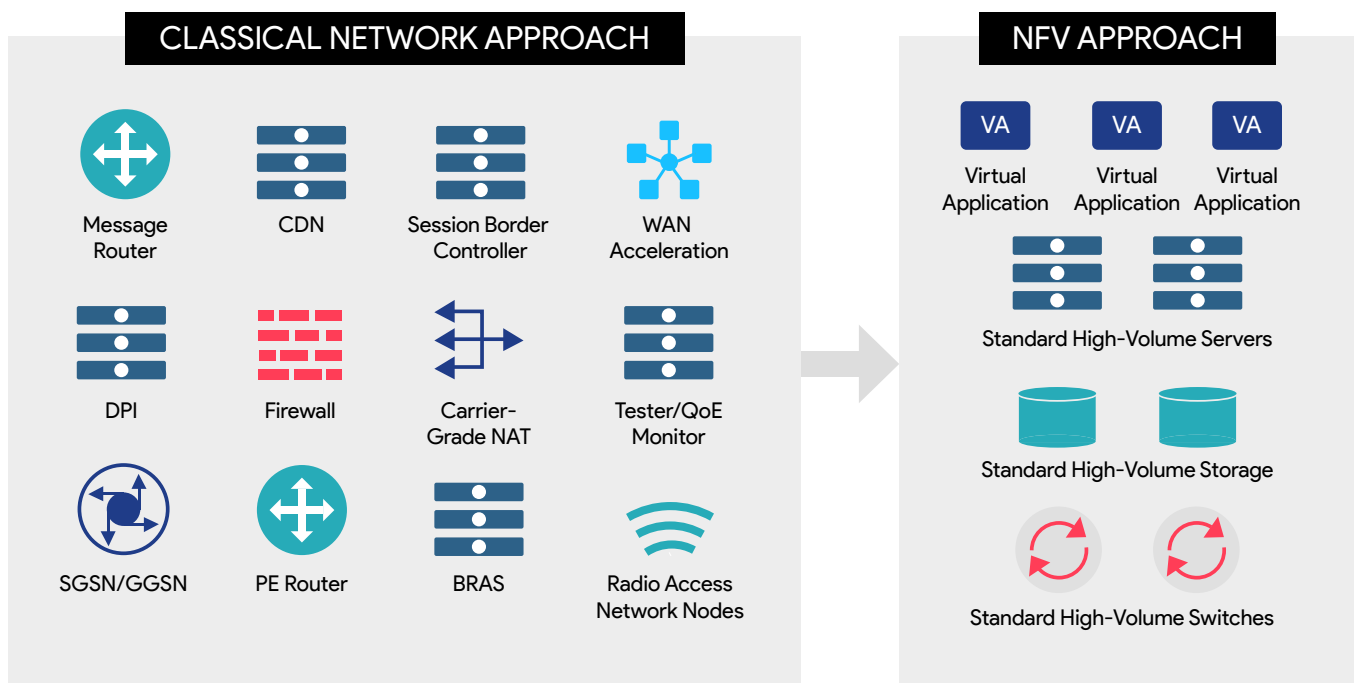 CLASSICAL NETWORK APPROACH
Message
Router
CDN
Session Border
Controller
WAN
Acceleration
DPI
Firewall
Carrier-
Grade NAT
Tester/QoE
Monitor
SGSN/GGSN
PE Router
BRAS
Radio Access
Network Nodes
NFV APPROACH
VA
VA
VA
Virtual
Application
Virtual
Application
Virtual
Application
Standard High-Volume Servers
Standard High-Volume Storage
Standard High-Volume Switches